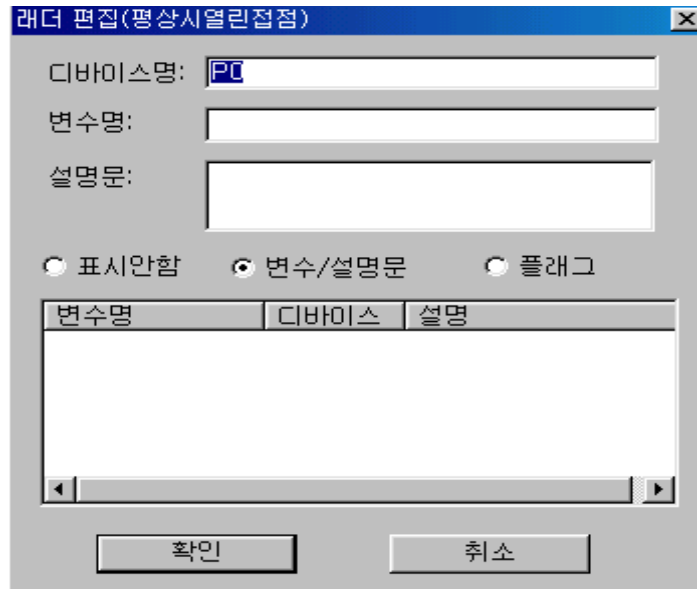 래더 편집(평상시열린접점)
디바이스명: P0
변수명:
설명문:
표시안함 변수/설명문 플래그
변수명 디바이스 설명
확인 취소